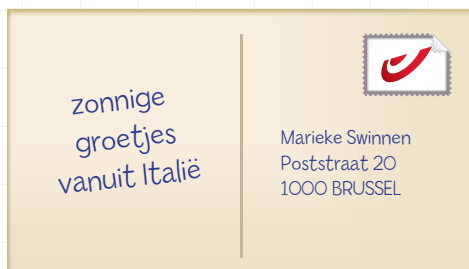 zonnige
groetjes
vanuit Italië
Marieke Swinnen
Poststraat 20
1000 BRUSSEL